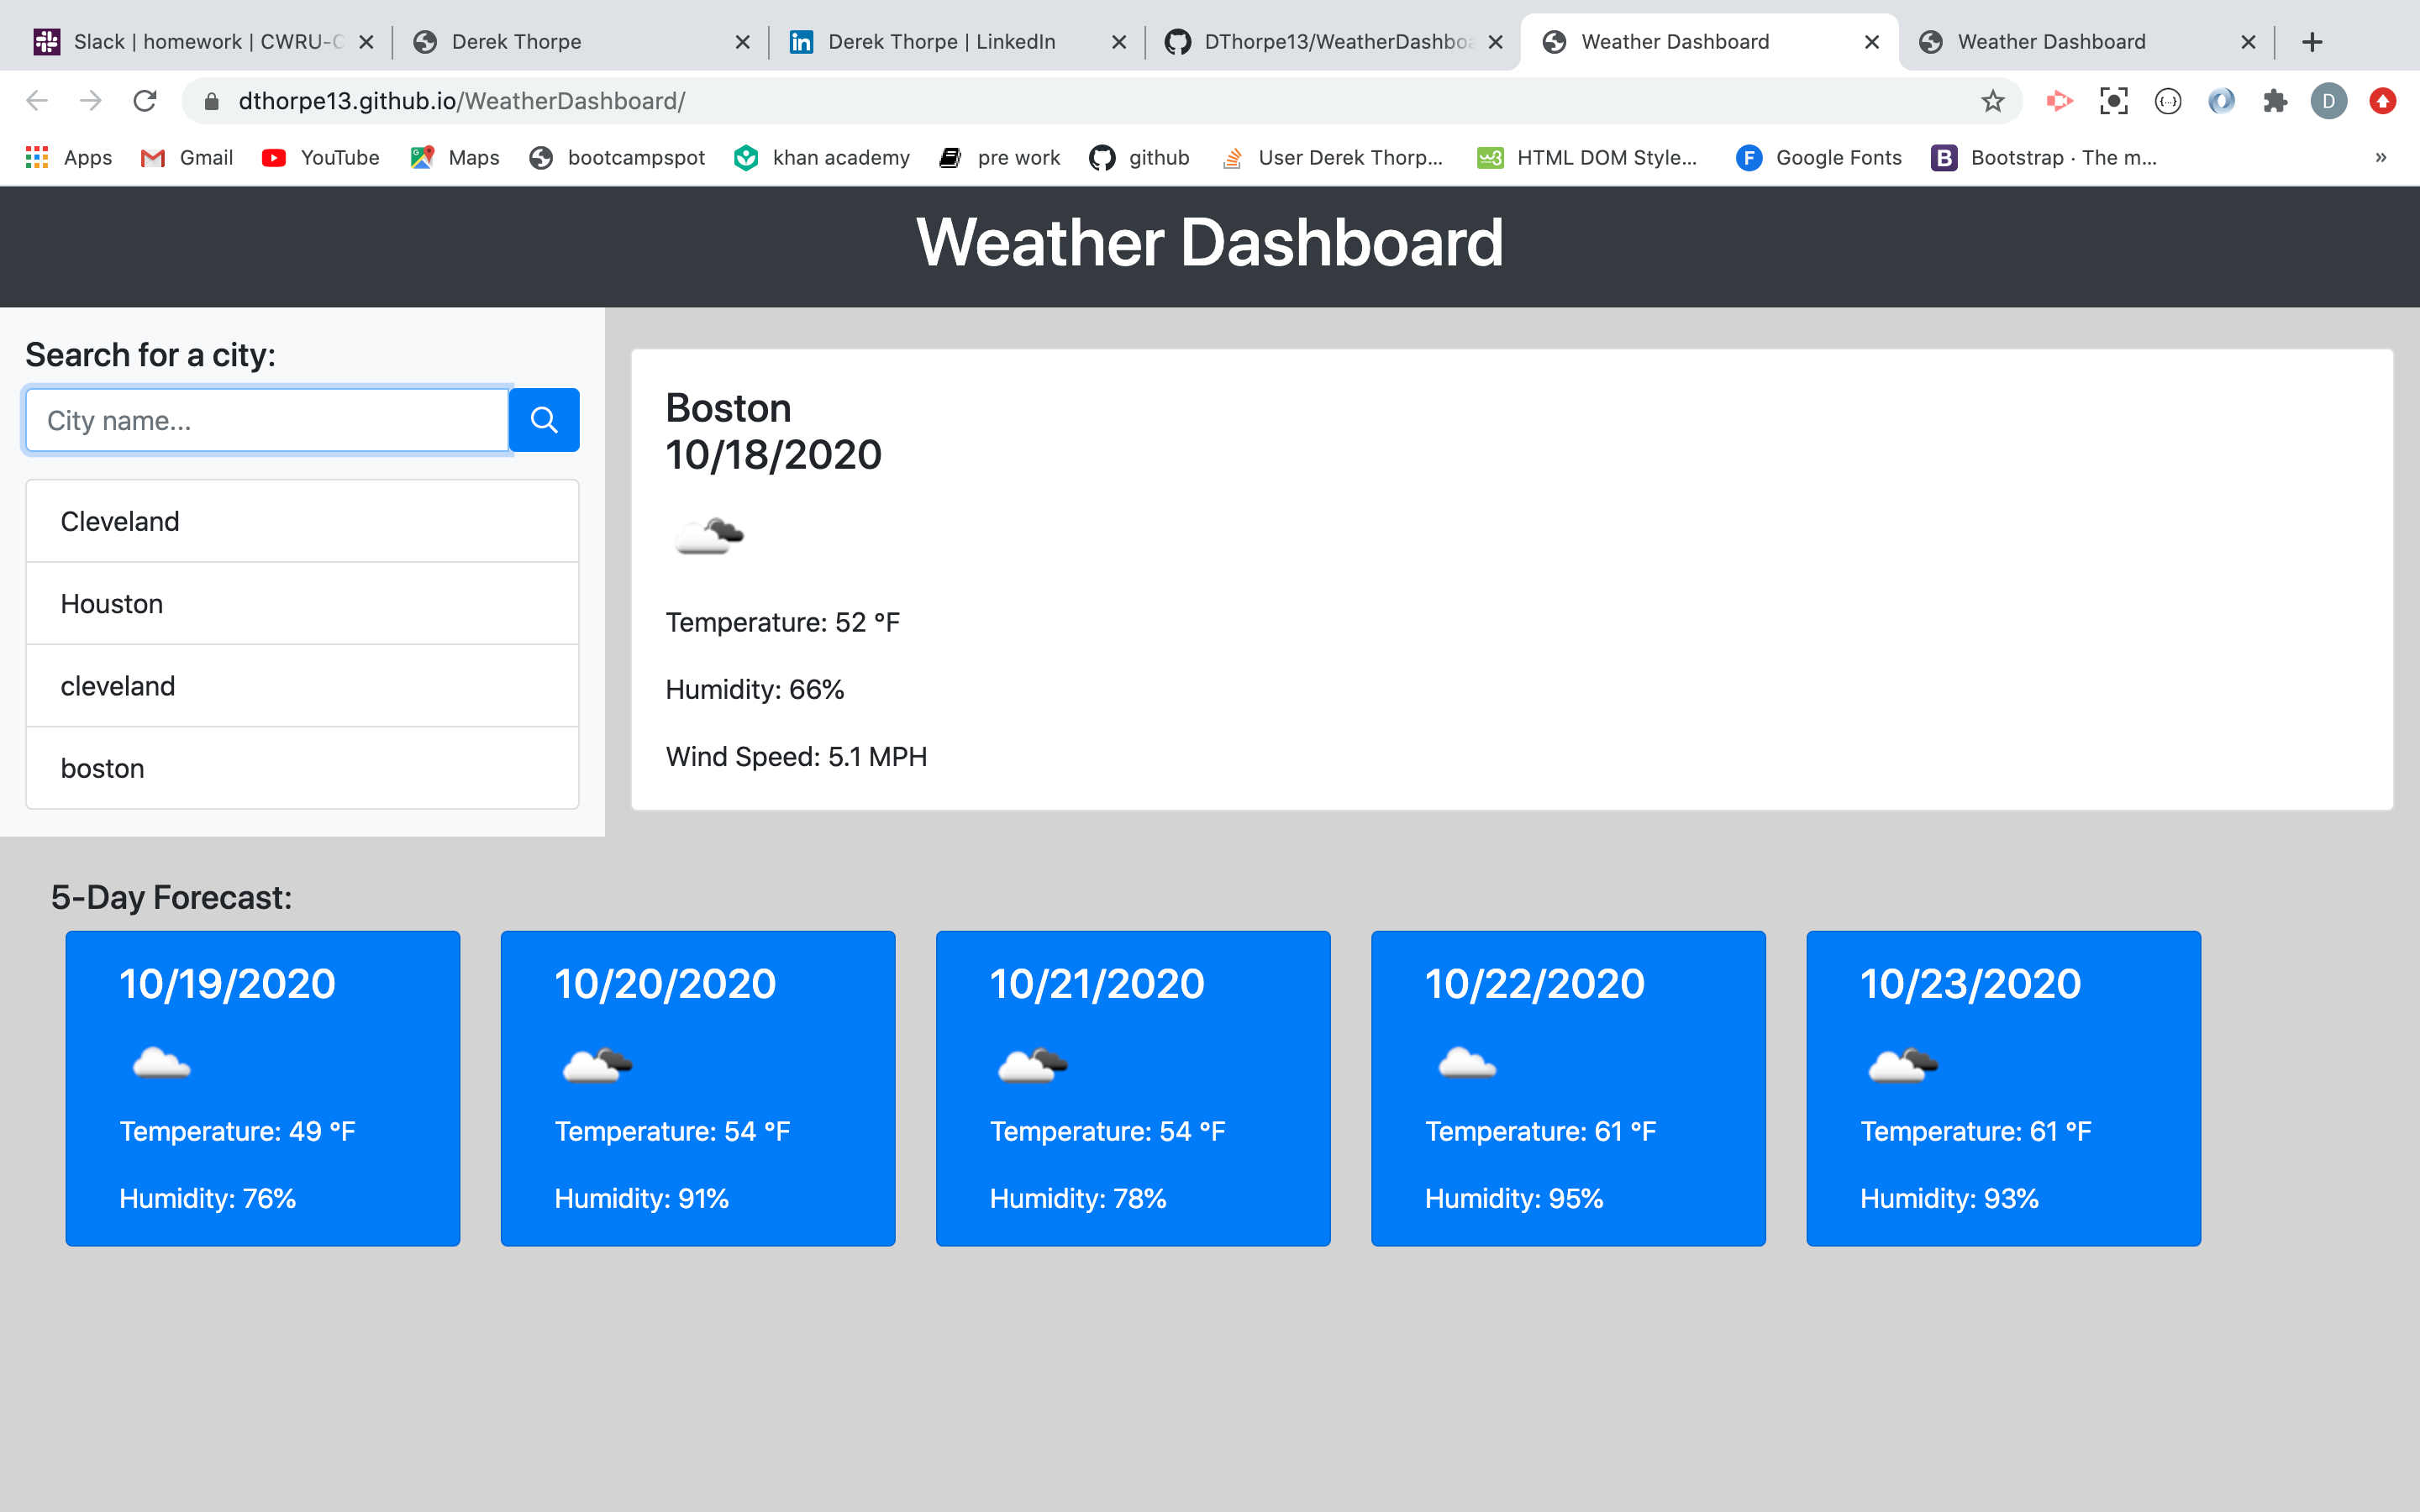 Slack | homework | CWRU-C
Derek Thorpe
Derek Thorpe | LinkedIn
DThorpe13/WeatherDashboa
Weather Dashboard
Weather Dashboard
dthorpe13.github.io/WeatherDashboard/
D
Apps
Gmail
YouTube
Maps
bootcampspot
khan academy
pre work
github
User Derek Thorp...
HTML DOM Style...
Google Fonts
Bootstrap · The m...
»
Weather Dashboard
Search for a city:
City name...
Cleveland
Houston
cleveland
boston
Boston
10/18/2020
Temperature: 52 °F
Humidity: 66%
Wind Speed: 5.1 MPH
5-Day Forecast:
10/19/2020
Temperature: 49 °F
Humidity: 76%
10/20/2020
Temperature: 54 °F
Humidity: 91%
10/21/2020
Temperature: 54 °F
Humidity: 78%
10/22/2020
Temperature: 61 °F
Humidity: 95%
10/23/2020
Temperature: 61 °F
Humidity: 93%